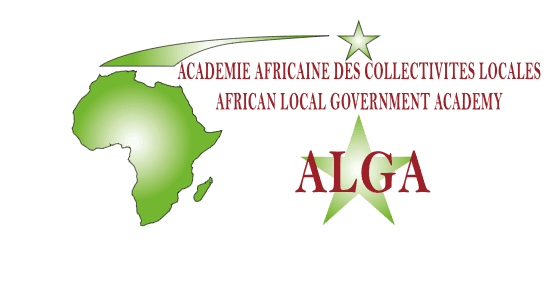 ACADEMIE AFRICAINE DES COLLECTIVITES LOCALES
AFRICAN LOCAL GOVERNMENT ACADEMY
ALGA